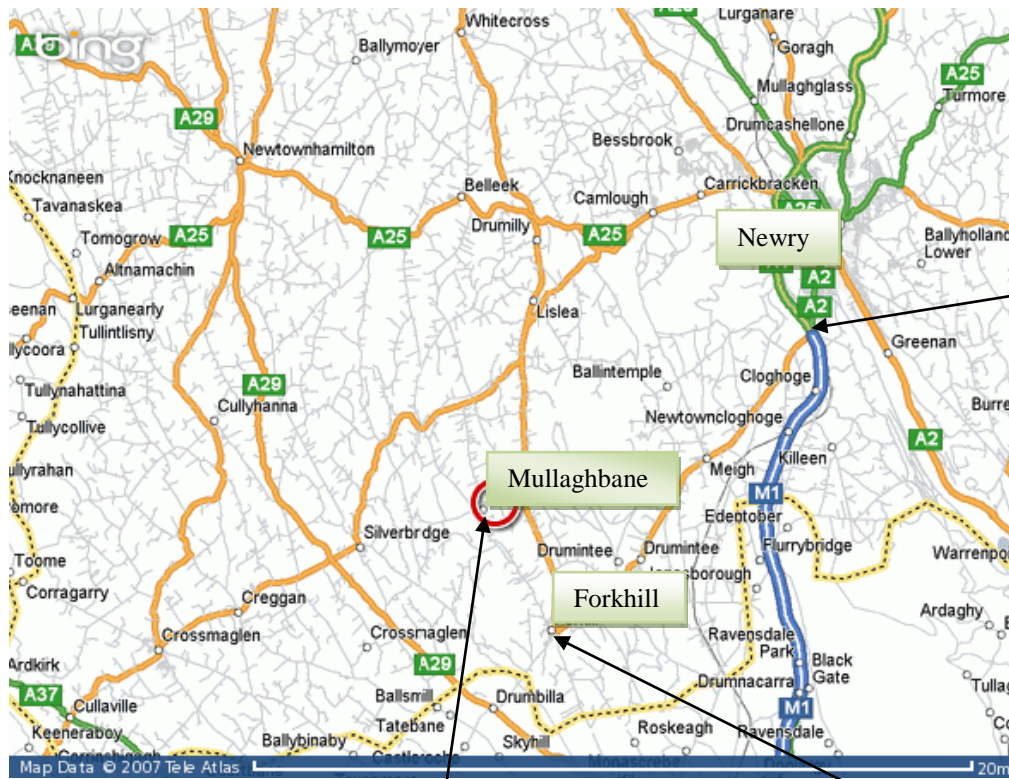 bing
Whitecross
Lurganare
Ballymoyer
Goragh
A25
Mullaghglass
Turmore
A29
Drumcashellone
Bessbrook
Newtownhamilton
Knocknaneen
Belleek
Carrickbracken
Tavanaskea
Camlough
A25
Tomogrow
A25
A25
Drumilly
A25
Newry
Ballyholland
Lower
Altnamachin
A2
Lurganearly
Lislea
A2
Tullintlisny
Greenan
Ballintemple
Cloghoge
Tullynahattina
A29
Cullyhanna
Newtowncloghoge
Tullycollive
A2
Killeen
Meigh
Mullaghbane
M1
Edentober
Silverbrdge
Flurrybridge
Drumintee
Drumintee
Toome
Corragarry
Forkhill
Creggan
Ardaghy
Crossmaglen
Crossmaglen
Ravensdale
Park
Black
Gate
A29
Drumnacarra
A37
Ballsmill
Drumbilla
M1
Cullaville
Tatebane
Roskeagh
Ravensdale
Keeneraboy
Ballybinaby
Skyhill
Map Data © 2007 Tele Atlas